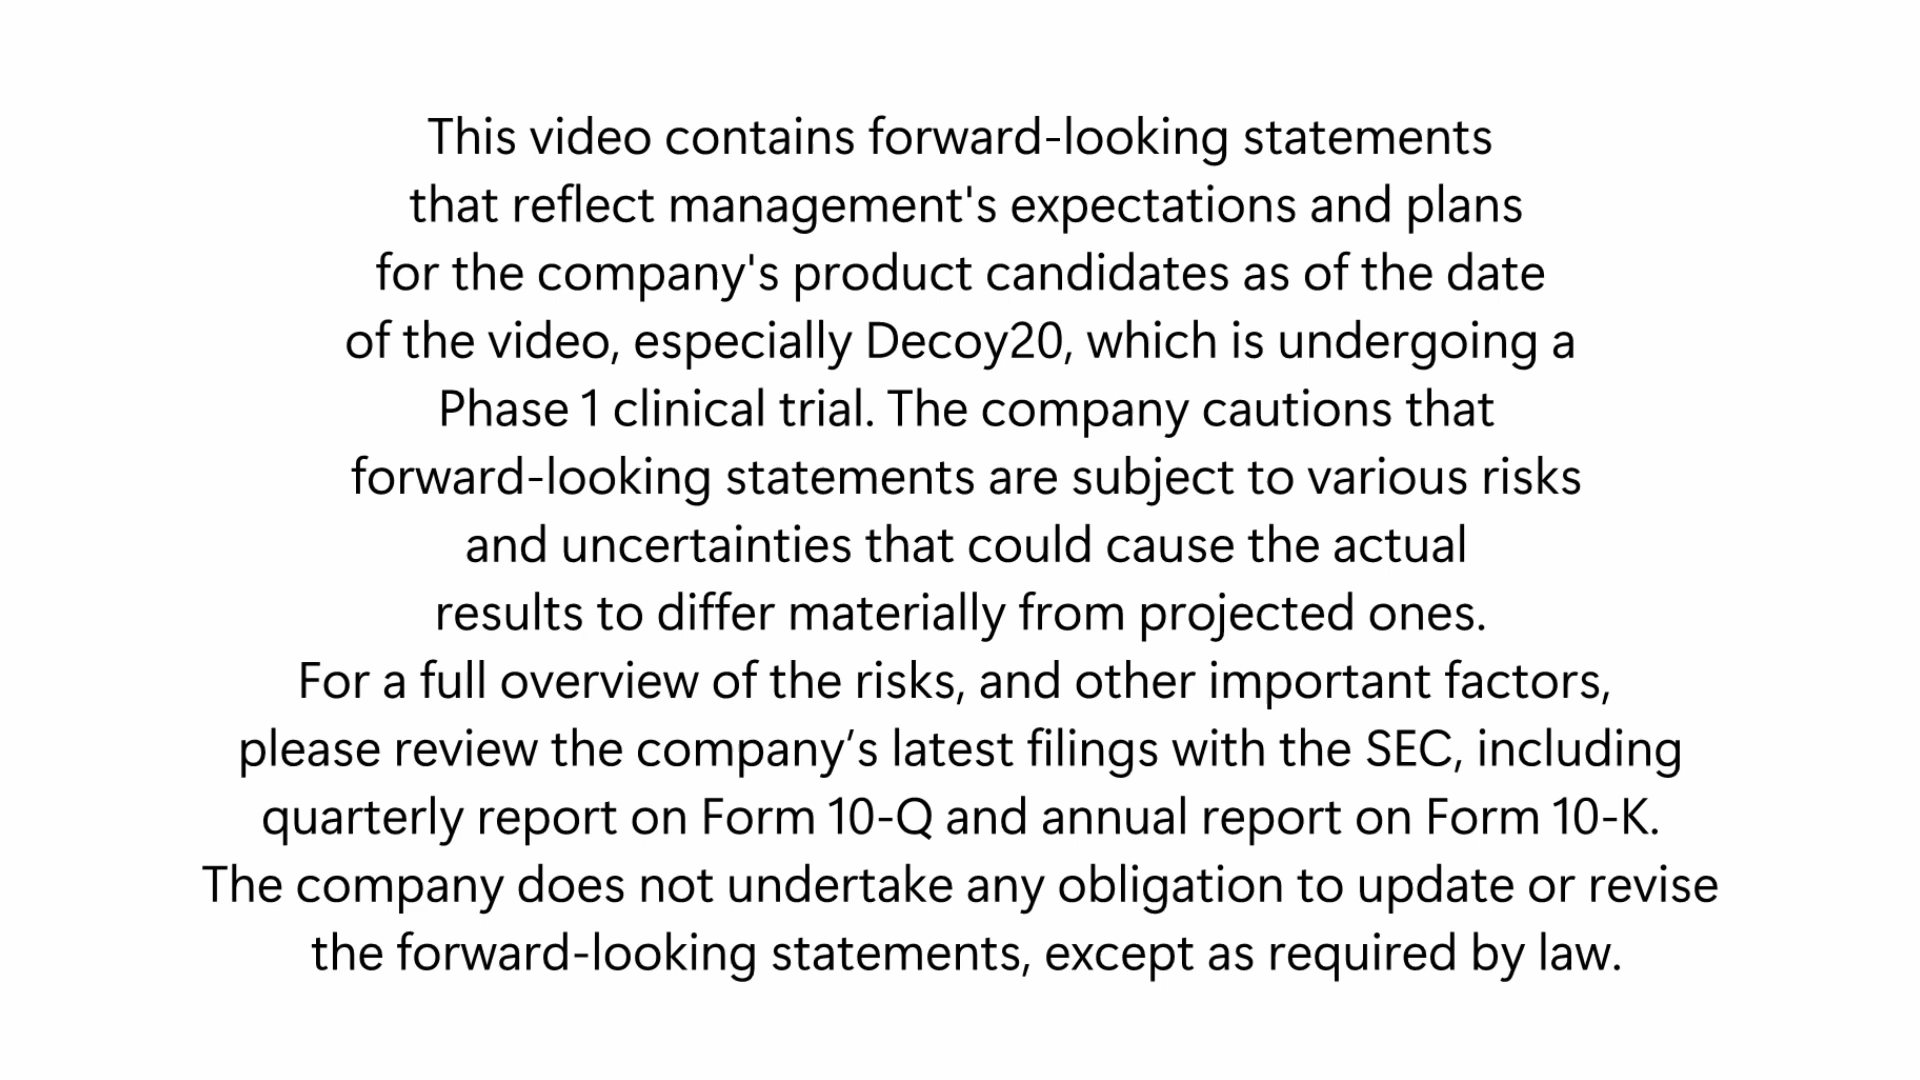 This video contains forward-looking statements
that reflect management's expectations and plans
for the company's product candidates as of the date
of the video, especially Decoy20, which is undergoing a
Phase 1 clinical trial. The company cautions that
forward-looking statements are subject to various risks
and uncertainties that could cause the actual
results to differ materially from projected ones.
For a full overview of the risks, and other important factors,
please review the company’s latest filings with the SEC, including
quarterly report on Form 10-Q and annual report on Form 10-K.
The company does not undertake any obligation to update or revise
the forward-looking statements, except as required by law.